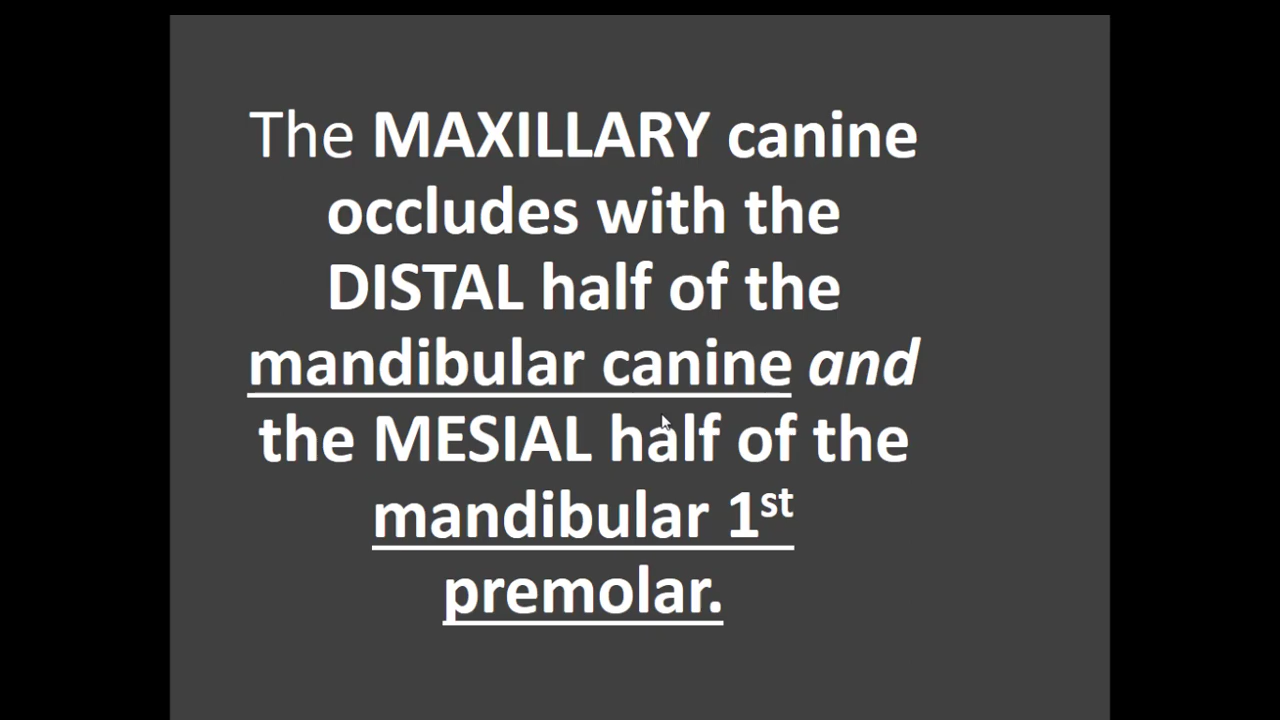 The MAXILLARY canine
occludes with the
DISTAL half of the
mandibular canine and
the MESIAL half of the
mandibular 1st
premolar.